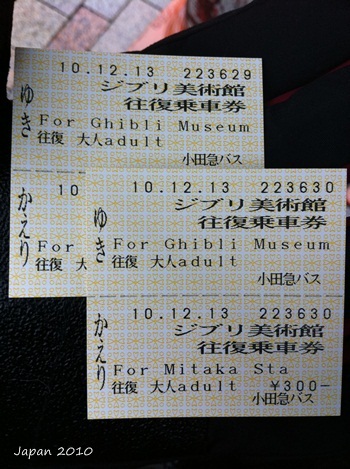 10.12.13 223629
ジブリ美術館
往復乗車券
ゆき
For Ghibli Museum
往復 大人adult
小田急バス
かえり
10
For
往復 大
10.12.13 223630
ジブリ美術館
往復乗車券
ゆき
For Ghibli Museum
往復 大人adult
小田急バス
かえり
10.12.13 223630
ジブリ美術館
往復乗車券
For Mitaka Sta
往復 大人adult ¥300-
小田急バス
Japan 2010